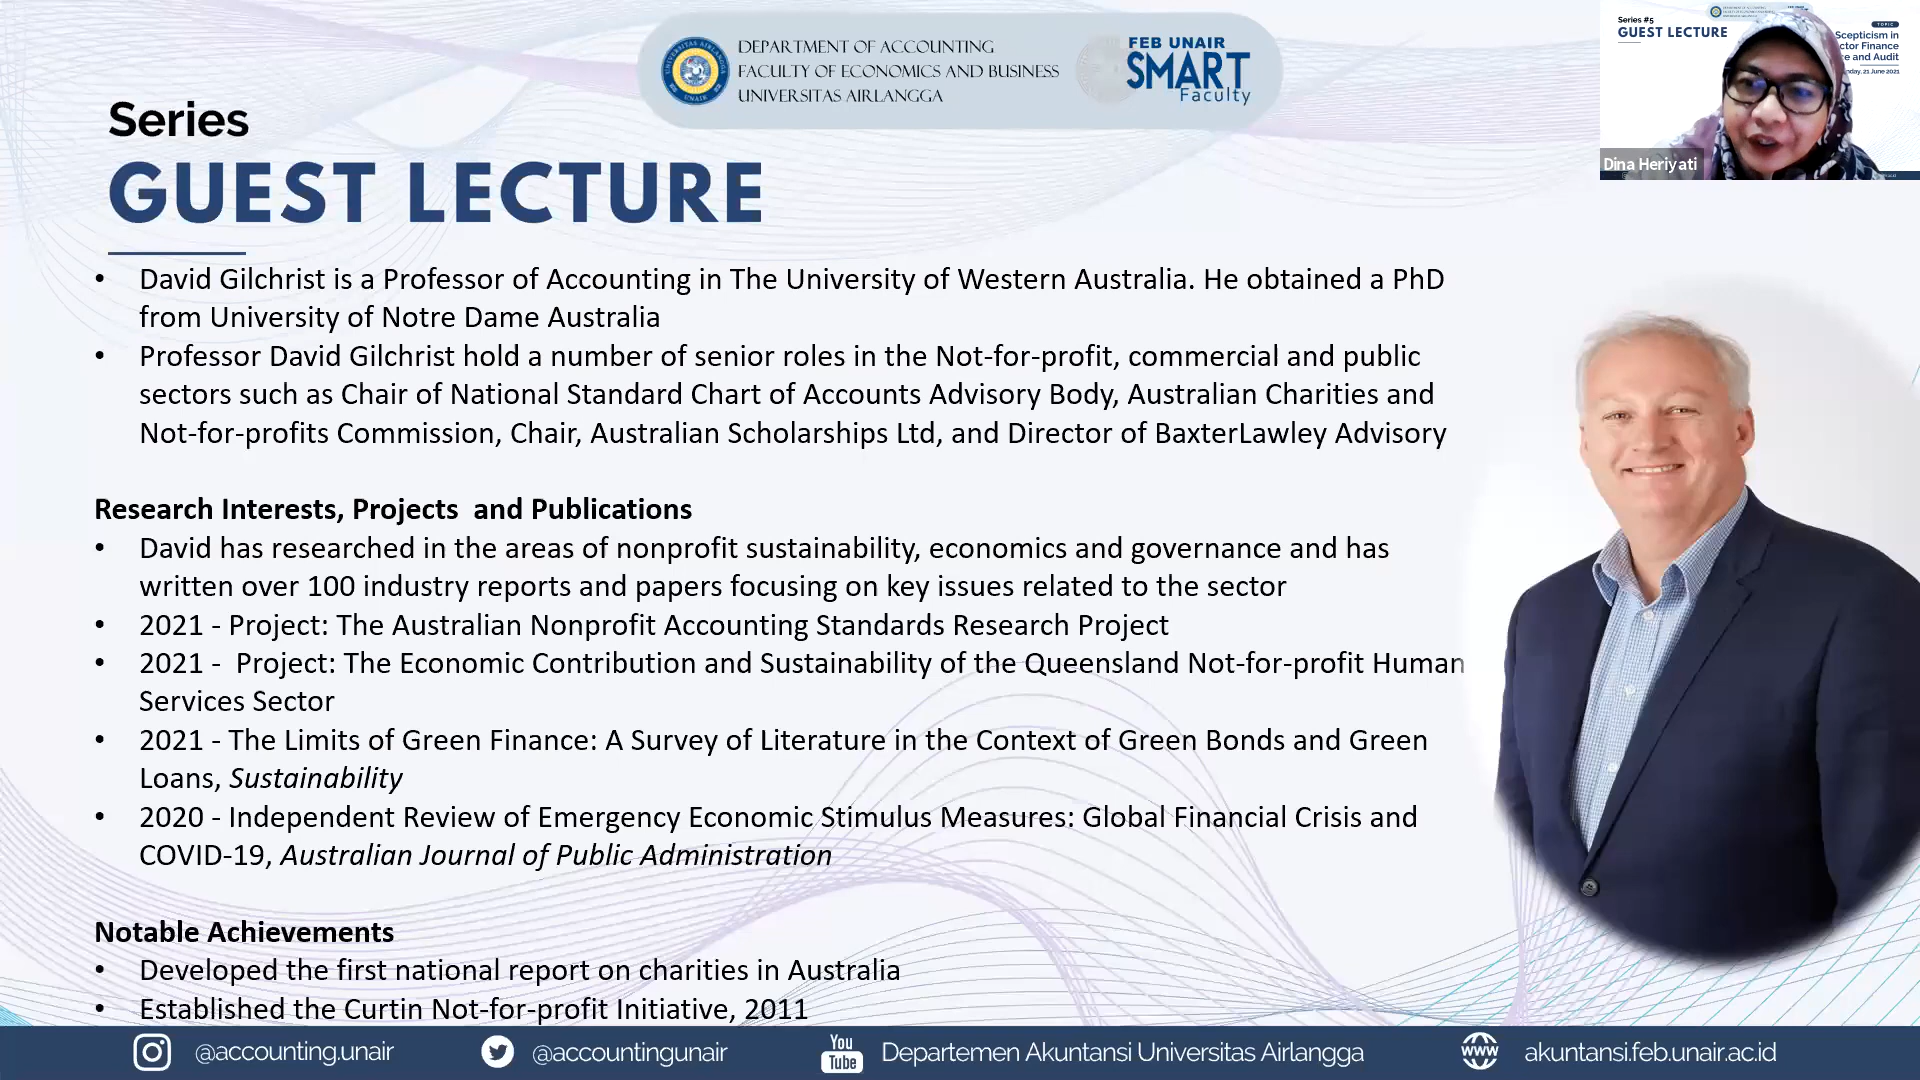 DEPARTMENT OF ACCOUNTING
FACULTY OF ECONOMICS AND BUSINESS
UNIVERSITAS AIRLANGGA
FEB UNAIR
SMART
Faculty
Series
GUEST LECTURE
• David Gilchrist is a Professor of Accounting in The University of Western Australia. He obtained a PhD
from University of Notre Dame Australia
• Professor David Gilchrist hold a number of senior roles in the Not-for-profit, commercial and public
sectors such as Chair of National Standard Chart of Accounts Advisory Body, Australian Charities and
Not-for-profits Commission, Chair, Australian Scholarships Ltd, and Director of BaxterLawley Advisory
Research Interests, Projects  and Publications
• David has researched in the areas of nonprofit sustainability, economics and governance and has
written over 100 industry reports and papers focusing on key issues related to the sector
• 2021 - Project: The Australian Nonprofit Accounting Standards Research Project
• 2021 -  Project: The Economic Contribution and Sustainability of the Queensland Not-for-profit Human
Services Sector
• 2021 - The Limits of Green Finance: A Survey of Literature in the Context of Green Bonds and Green
Loans, Sustainability
• 2020 - Independent Review of Emergency Economic Stimulus Measures: Global Financial Crisis and
COVID-19, Australian Journal of Public Administration
Notable Achievements
• Developed the first national report on charities in Australia
• Established the Curtin Not-for-profit Initiative, 2011
@accounting.unair
@accountingunair
You
Tube
Departemen Akuntansi Universitas Airlangga
WWW
akuntansi.feb.unair.ac.id
Series #5
GUEST LECTURE
TOPIC
Scepticism in
ctor Finance
e and Audit
nday, 21 June 2021
Dina Heriyati